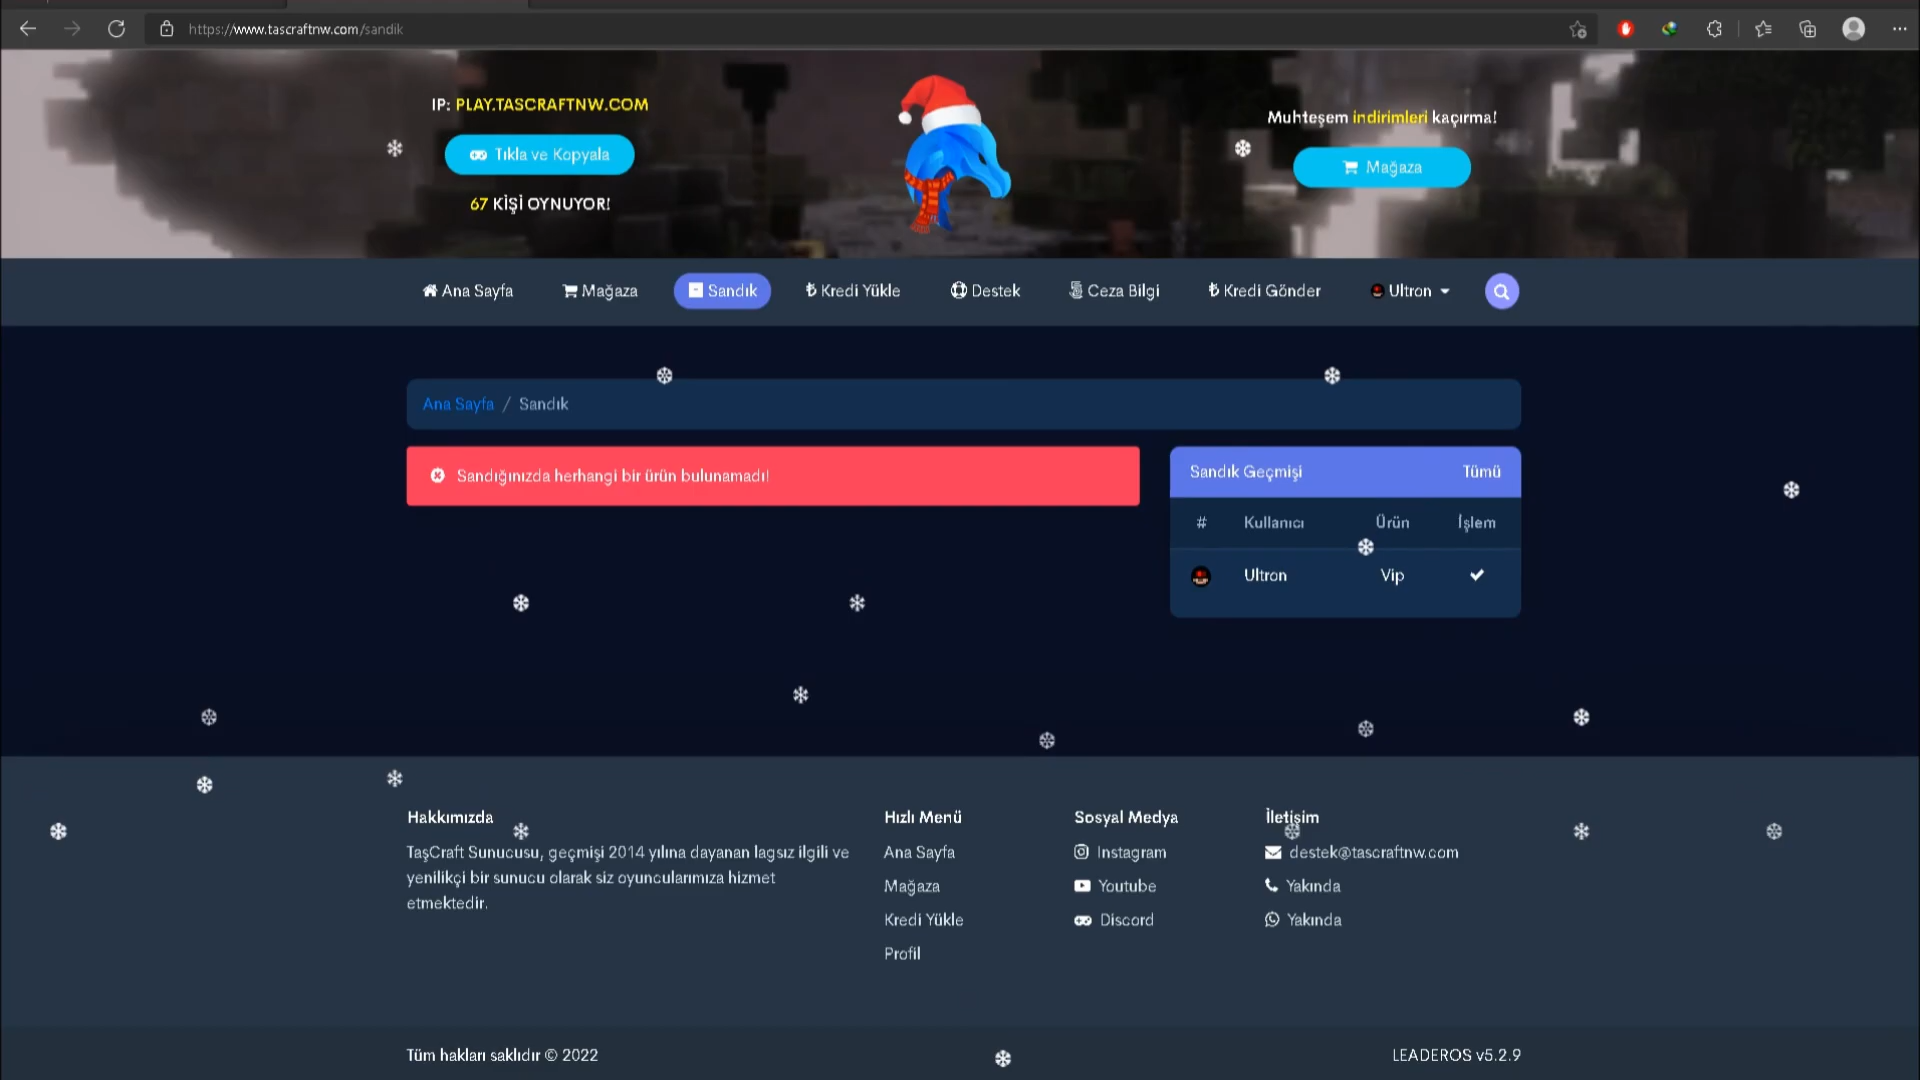 https://www.tascraftnw.com/sandik
IP: PLAY.TASCRAFTNW.COM
Tıkla ve Kopyala
67 KİŞİ OYNUYOR!
Muhteşem indirimleri kaçırma!
Mağaza
Ana Sayfa Mağaza Sandık Kredi Yükle Destek Ceza Bilgi Kredi Gönder Ultron
Ana Sayfa / Sandık
Sandığınızda herhangi bir ürün bulunamadı!
Sandık Geçmişi Tümü
# Kullanıcı Ürün İşlem
Ultron Vip
Hakkımızda
TaşCraft Sunucusu, geçmişi 2014 yılına dayanan lagsız ilgili ve
yenilikçi bir sunucu olarak siz oyuncularımıza hizmet
etmektedir.
Hızlı Menü
Ana Sayfa
Mağaza
Kredi Yükle
Profil
Sosyal Medya
Instagram
Youtube
Discord
İletişim
destek@tascraftnw.com
Yakında
Yakında
Tüm hakları saklıdır © 2022
LEADEROS v5.2.9